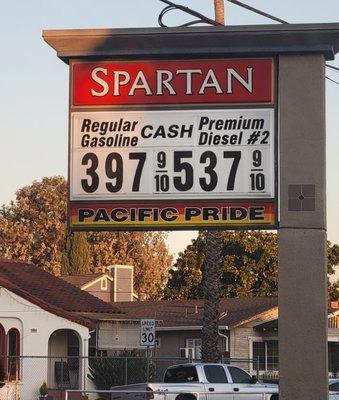 SPARTAN
Regular Gasoline CASH Premium Diesel #2
397 9/10 537 9/10
PACIFIC PRIDE
SPEED
LIMIT
30